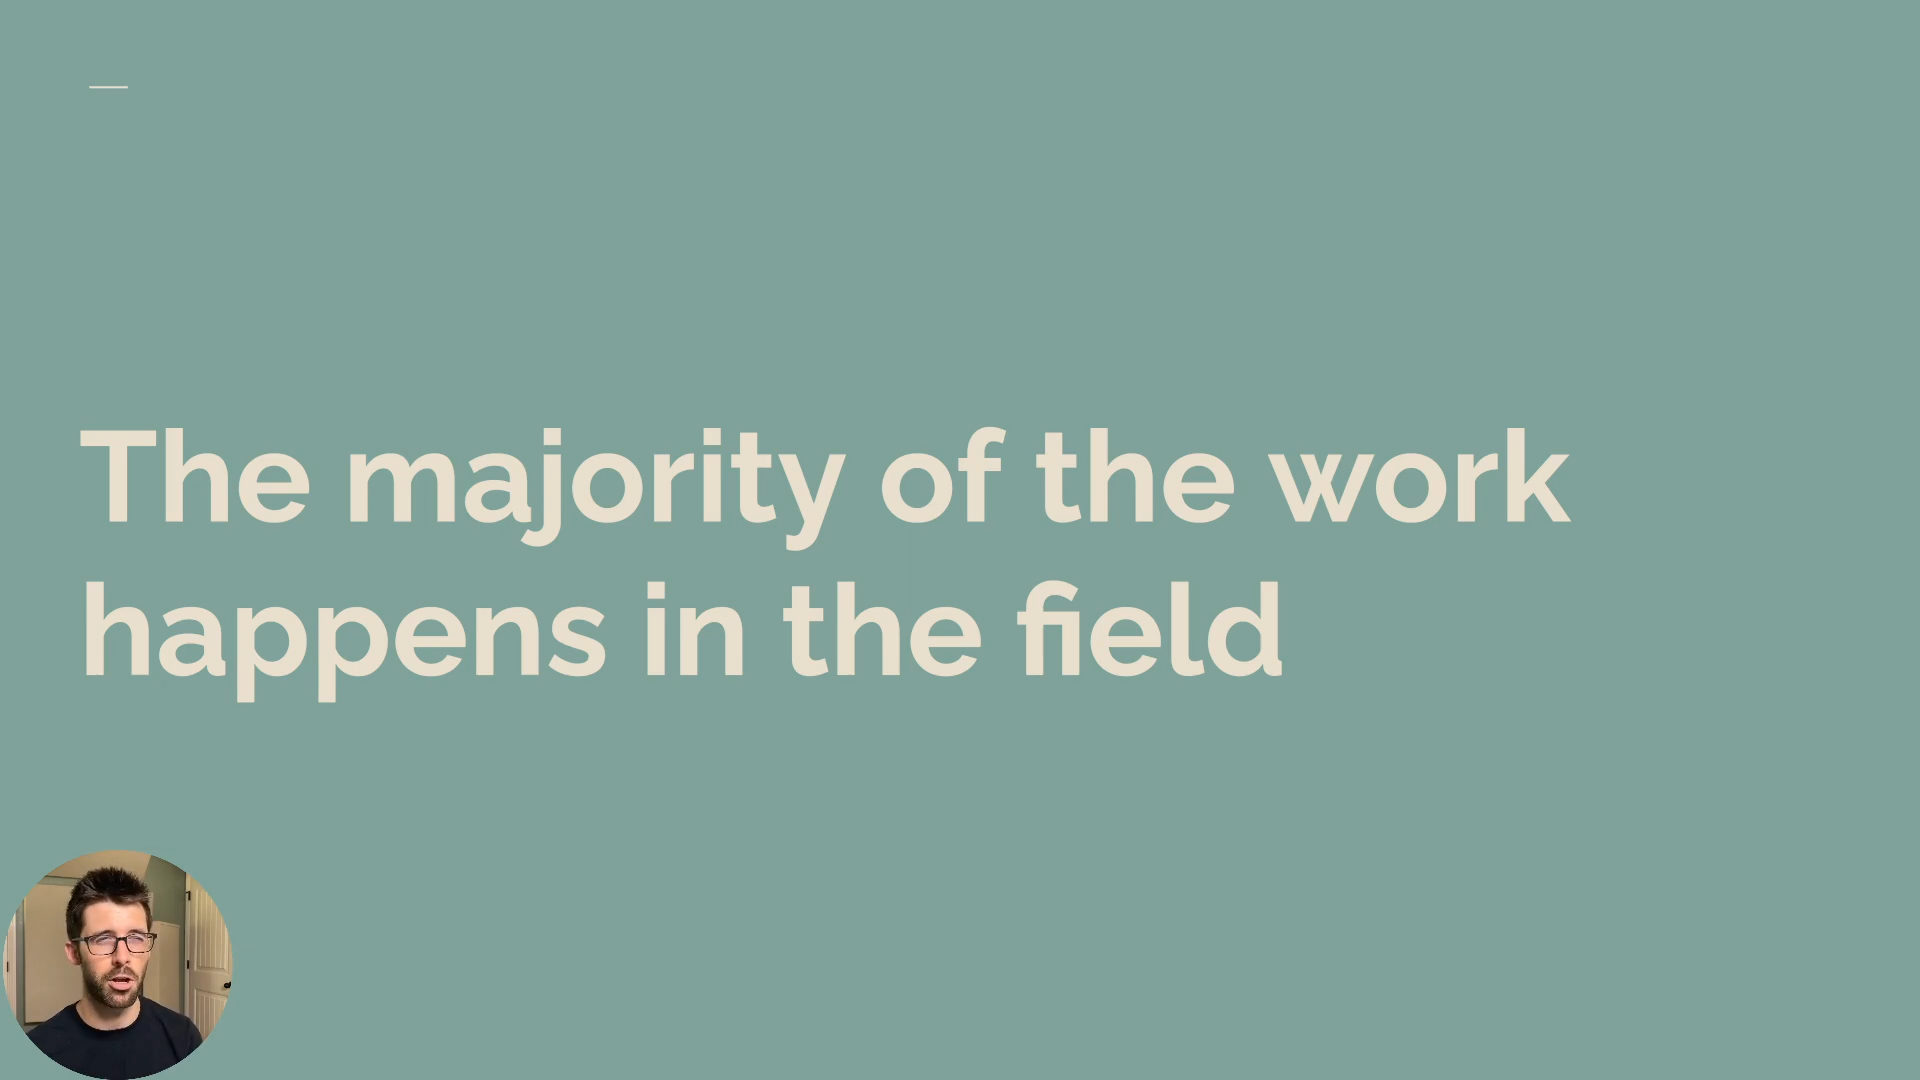 The majority of the work
happens in the field